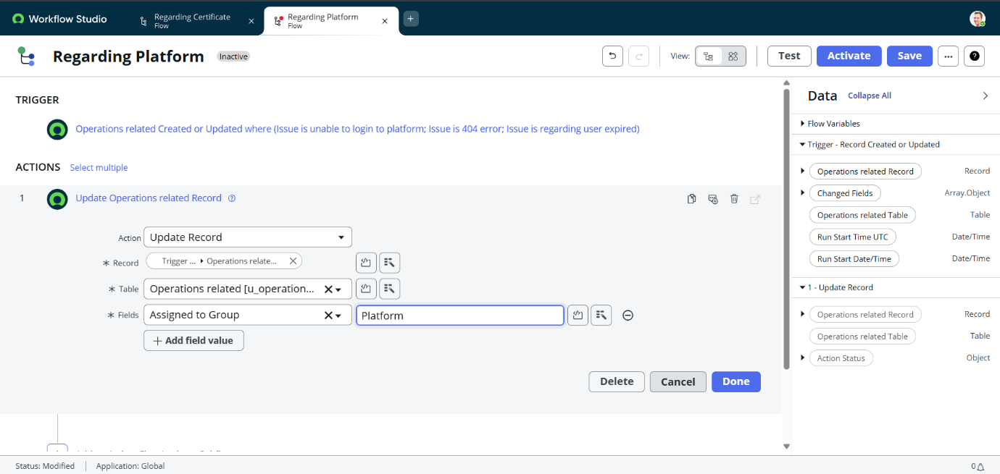 Workflow Studio
Regarding Certificate
Flow
Regarding Platform
Flow
Regarding Platform
Inactive
View:
Test
Activate
Save
TRIGGER
Operations related Created or Updated where (Issue is unable to login to platform; Issue is 404 error; Issue is regarding user expired)
ACTIONS
Select multiple
1
Update Operations related Record
Action
Update Record
* Record
Trigger ... ▸ Operations relate...
* Table
Operations related [u_operation...
* Fields
Assigned to Group
Platform
+ Add field value
Delete
Cancel
Done
Data
Collapse All
Flow Variables
Trigger - Record Created or Updated
Operations related Record Record
Changed Fields Array.Object
Operations related Table Table
Run Start Time UTC Date/Time
Run Start Date/Time Date/Time
1 - Update Record
Operations related Record Record
Operations related Table Table
Action Status Object
Status: Modified
Application: Global
0